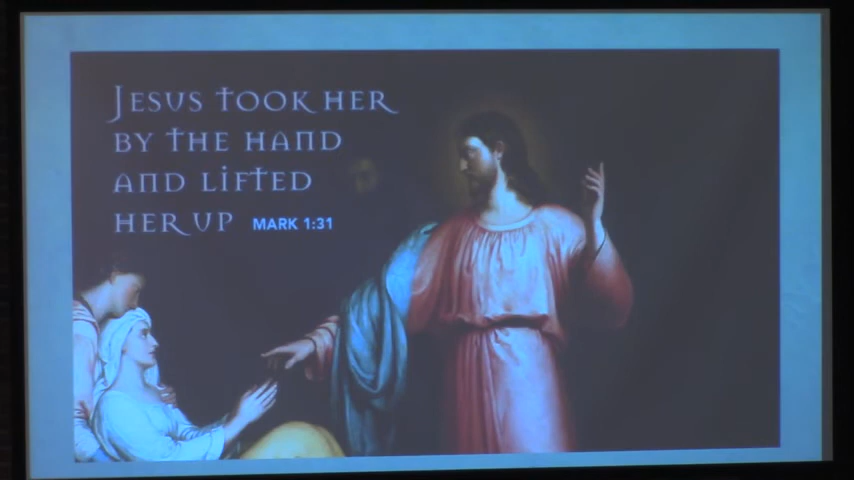 Jesus took her
by the hand
and lifted
her up MARK 1:31